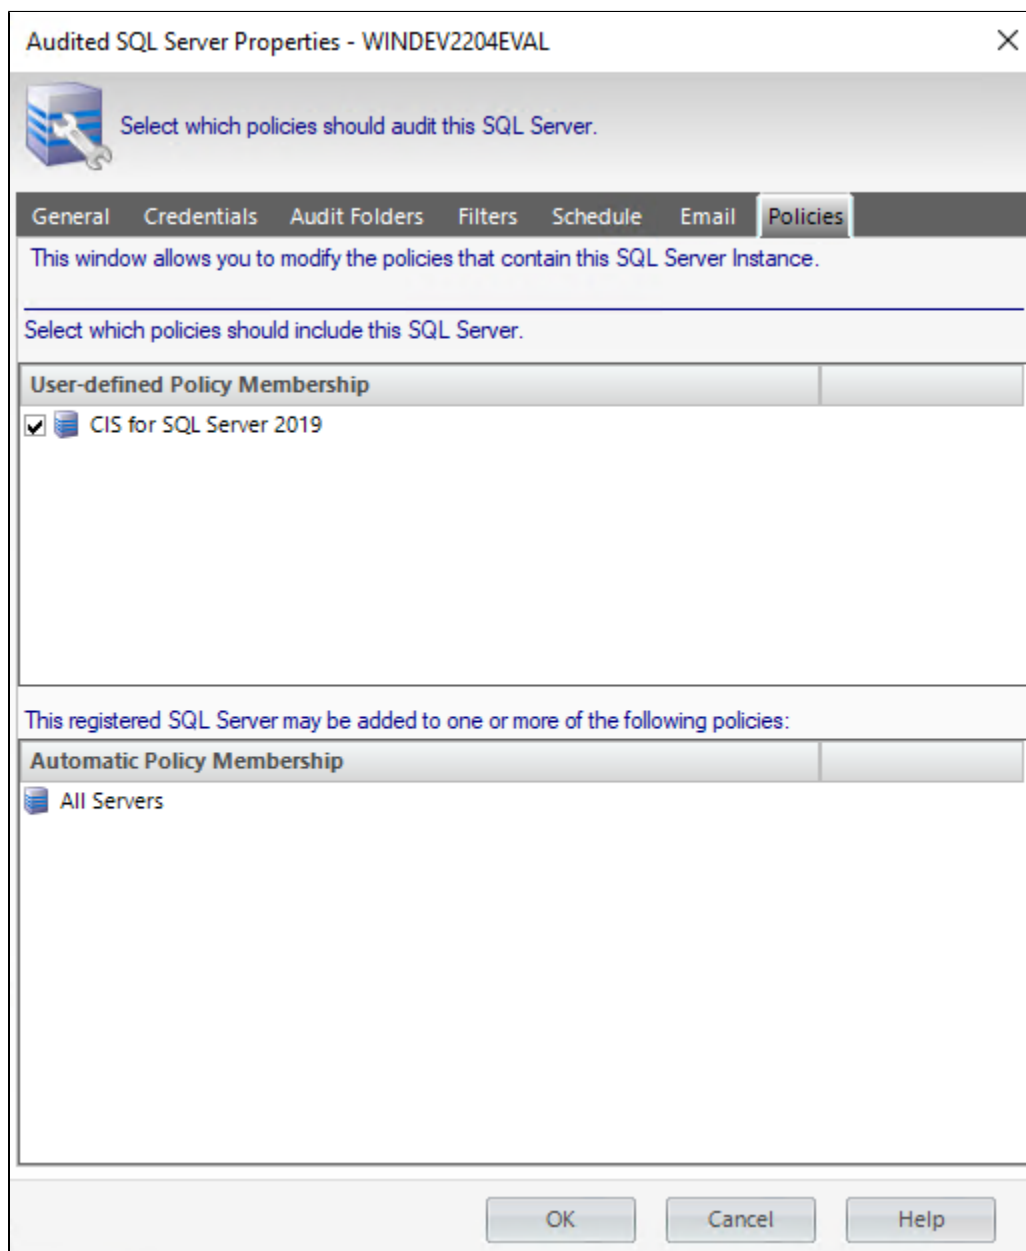 Audited SQL Server Properties - WINDEV2204EVAL
Select which policies should audit this SQL Server.
General Credentials Audit Folders Filters Schedule Email Policies
This window allows you to modify the policies that contain this SQL Server Instance.
Select which policies should include this SQL Server.
User-defined Policy Membership
CIS for SQL Server 2019
This registered SQL Server may be added to one or more of the following policies:
Automatic Policy Membership
All Servers
OK Cancel Help